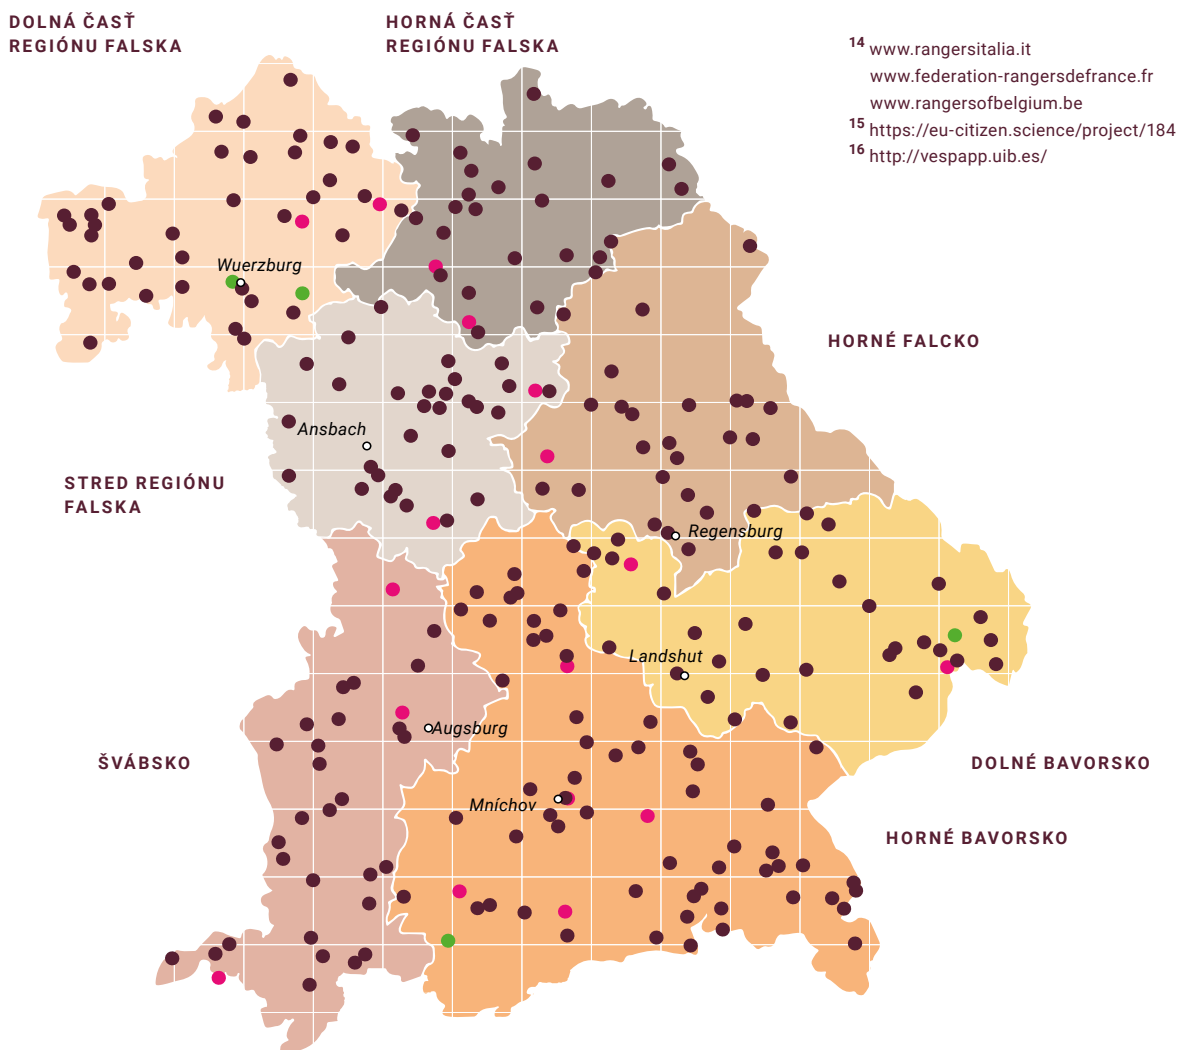 DOLNÁ ČASŤ
REGIÓNU FALSKA
HORNÁ ČASŤ
REGIÓNU FALSKA
14 www.rangersitalia.it
www.federation-rangersdefrance.fr
www.rangersofbelgium.be
15 https://eu-citizen.science/project/184
16 http://vespapp.uib.es/
Wuerzburg
HORNÉ FALCKO
Ansbach
STRED REGIÓNU
FALSKA
Regensburg
Landshut
Augsburg
ŠVÁBSKO
DOLNÉ BAVORSKO
Mníchov
HORNÉ BAVORSKO